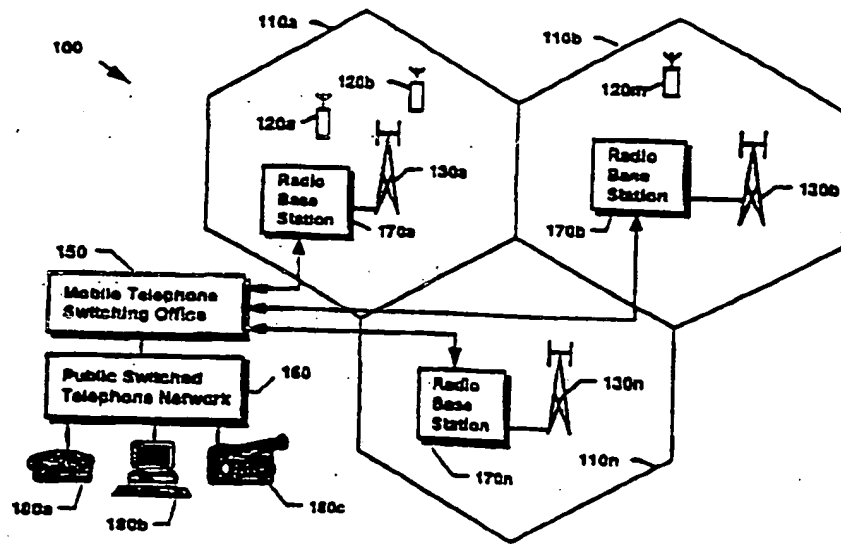 110a
110b
100
120b
120m
120a
Radio
Base
Station
130a
170a
Radio
Base
Station
130b
170b
150
Mobile Telephone
Switching Office
160
Public Switched
Telephone Network
Radio
Base
Station
130n
170n
110n
180a
180b
180c